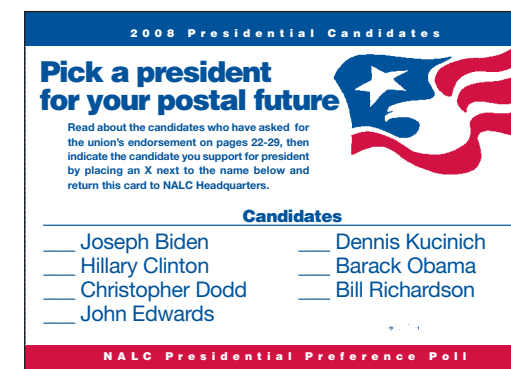 2008 Presidential Candidates
Pick a president
for your postal future
Read about the candidates who have asked for
the union's endorsement on pages 22-29, then
indicate the candidate you support for president
by placing an X next to the name below and
return this card to NALC Headquarters.
Candidates
___ Joseph Biden
___ Hillary Clinton
___ Christopher Dodd
___ John Edwards
___ Dennis Kucinich
___ Barack Obama
___ Bill Richardson
NALC Presidential Preference Poll